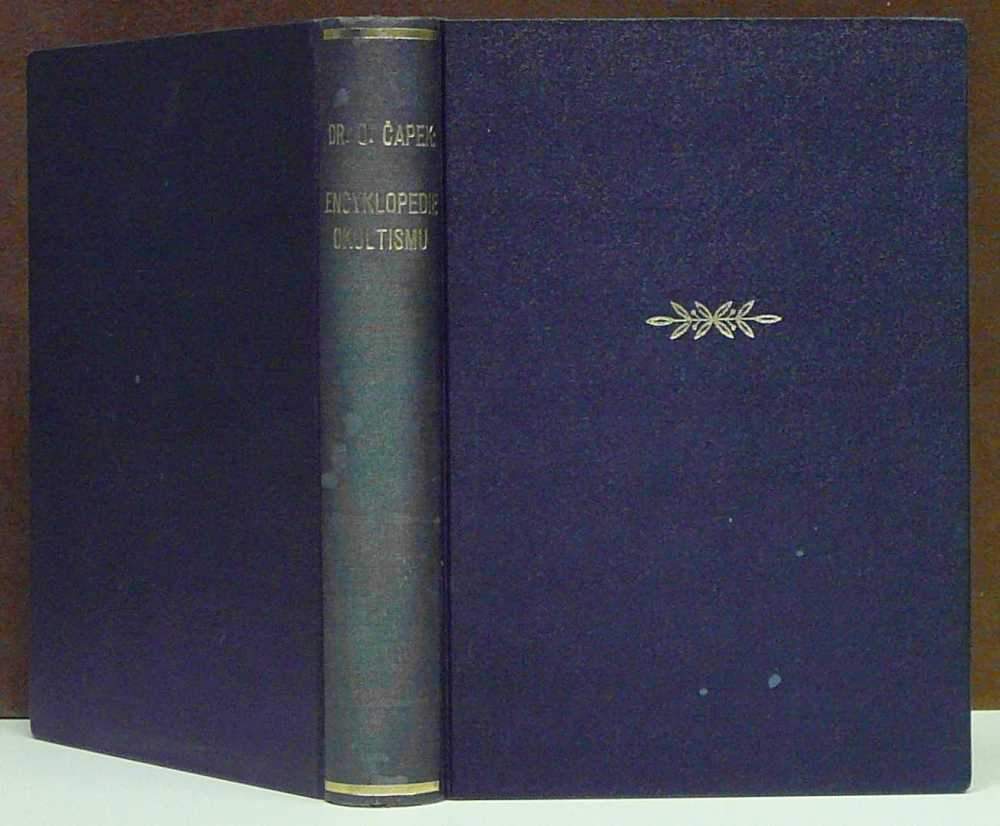 DR. J. ČAPEK:
ENCYKLOPEDIE
OKULTISMU